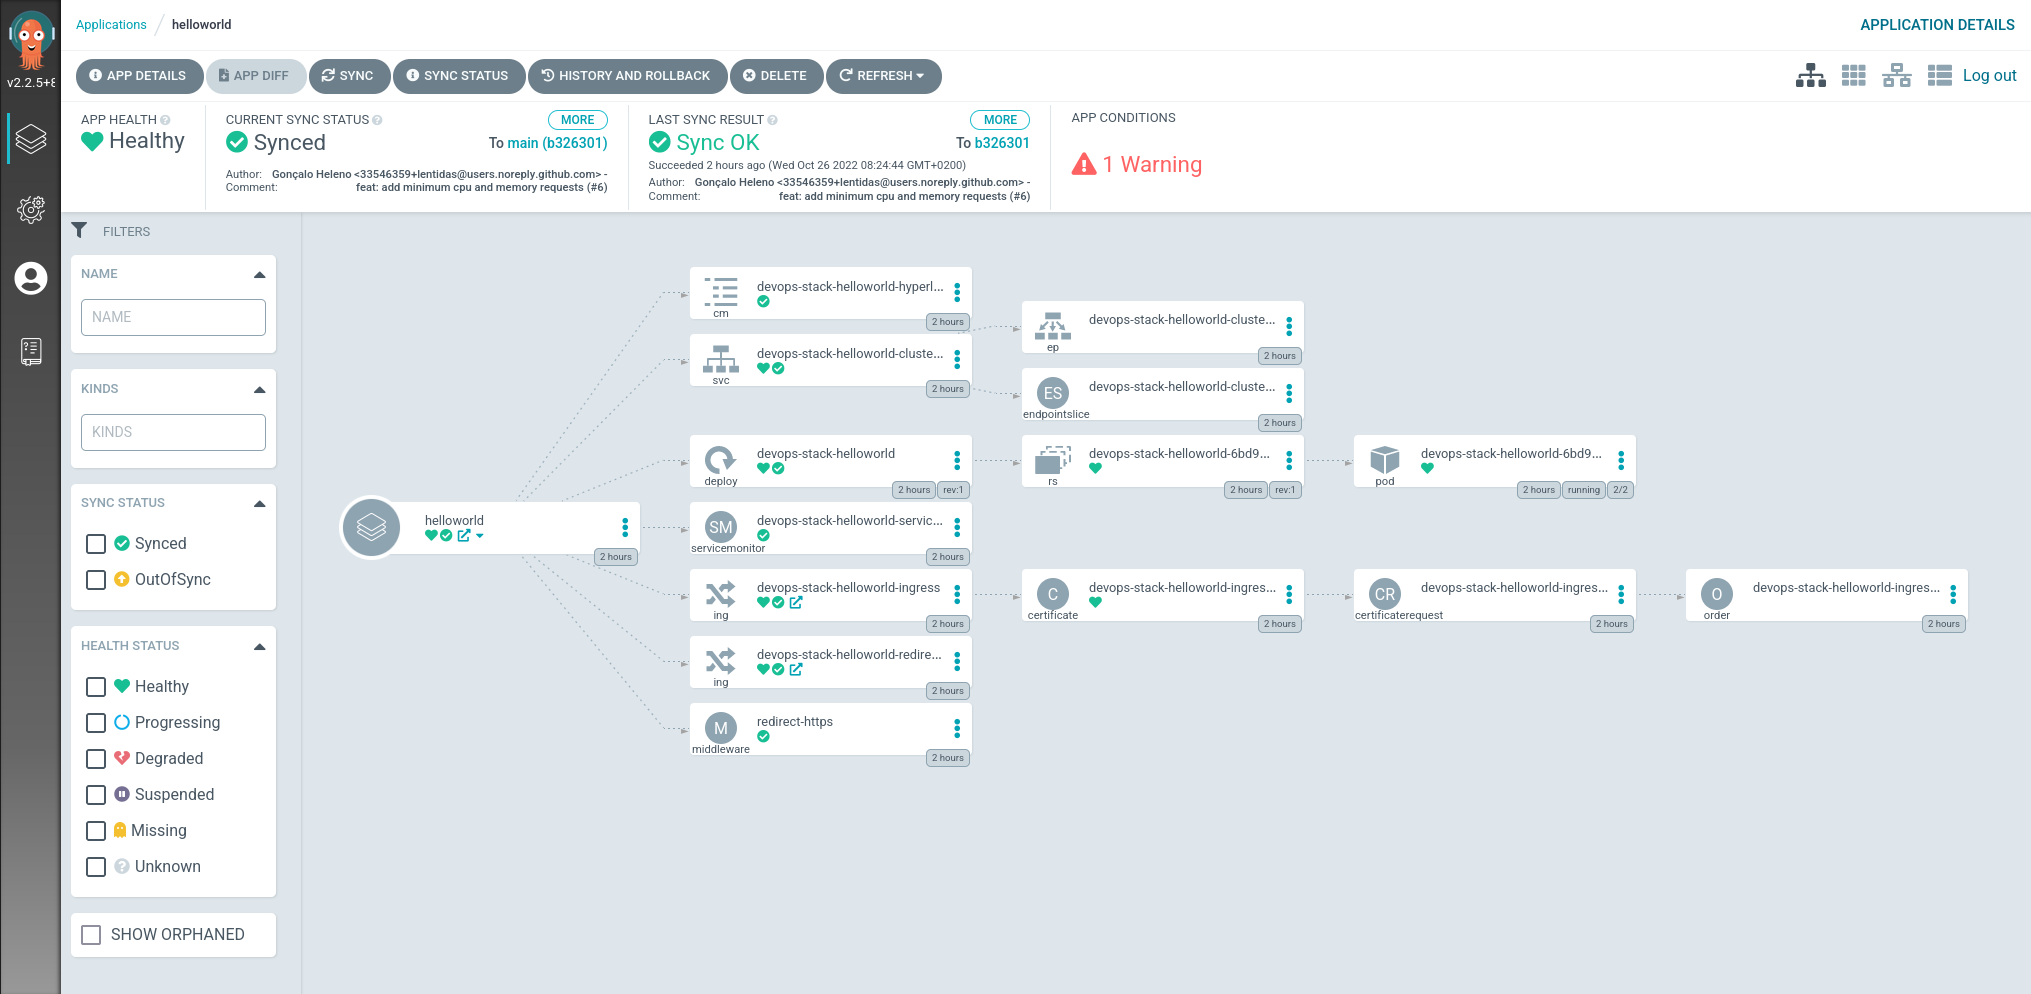 Applications / helloworld
APPLICATION DETAILS
v2.2.5+8
APP DETAILS
APP DIFF
SYNC
SYNC STATUS
HISTORY AND ROLLBACK
DELETE
REFRESH
Log out
APP HEALTH
Healthy
CURRENT SYNC STATUS
MORE
Synced
To main (b326301)
Author: Gonçalo Heleno <33546359+lentidas@users.noreply.github.com> -
Comment: feat: add minimum cpu and memory requests (#6)
LAST SYNC RESULT
MORE
Sync OK
To b326301
Succeeded 2 hours ago (Wed Oct 26 2022 08:24:44 GMT+0200)
Author: Gonçalo Heleno <33546359+lentidas@users.noreply.github.com> -
Comment: feat: add minimum cpu and memory requests (#6)
APP CONDITIONS
1 Warning
FILTERS
NAME
NAME
KINDS
KINDS
SYNC STATUS
Synced
OutOfSync
HEALTH STATUS
Healthy
Progressing
Degraded
Suspended
Missing
Unknown
SHOW ORPHANED
helloworld
2 hours
devops-stack-helloworld-hyperl...
cm
2 hours
devops-stack-helloworld-cluste...
svc
2 hours
devops-stack-helloworld-cluste...
ep
2 hours
ES
devops-stack-helloworld-cluste...
endpointslice
2 hours
devops-stack-helloworld
deploy
2 hours
rev:1
devops-stack-helloworld-6bd9...
rs
2 hours
rev:1
devops-stack-helloworld-6bd9...
pod
2 hours
running
2/2
SM
devops-stack-helloworld-servic...
servicemonitor
2 hours
devops-stack-helloworld-ingress
ing
2 hours
C
devops-stack-helloworld-ingres...
certificate
2 hours
CR
devops-stack-helloworld-ingres...
certificaterequest
2 hours
O
devops-stack-helloworld-ingres...
order
2 hours
devops-stack-helloworld-redire...
ing
2 hours
M
redirect-https
middleware
2 hours